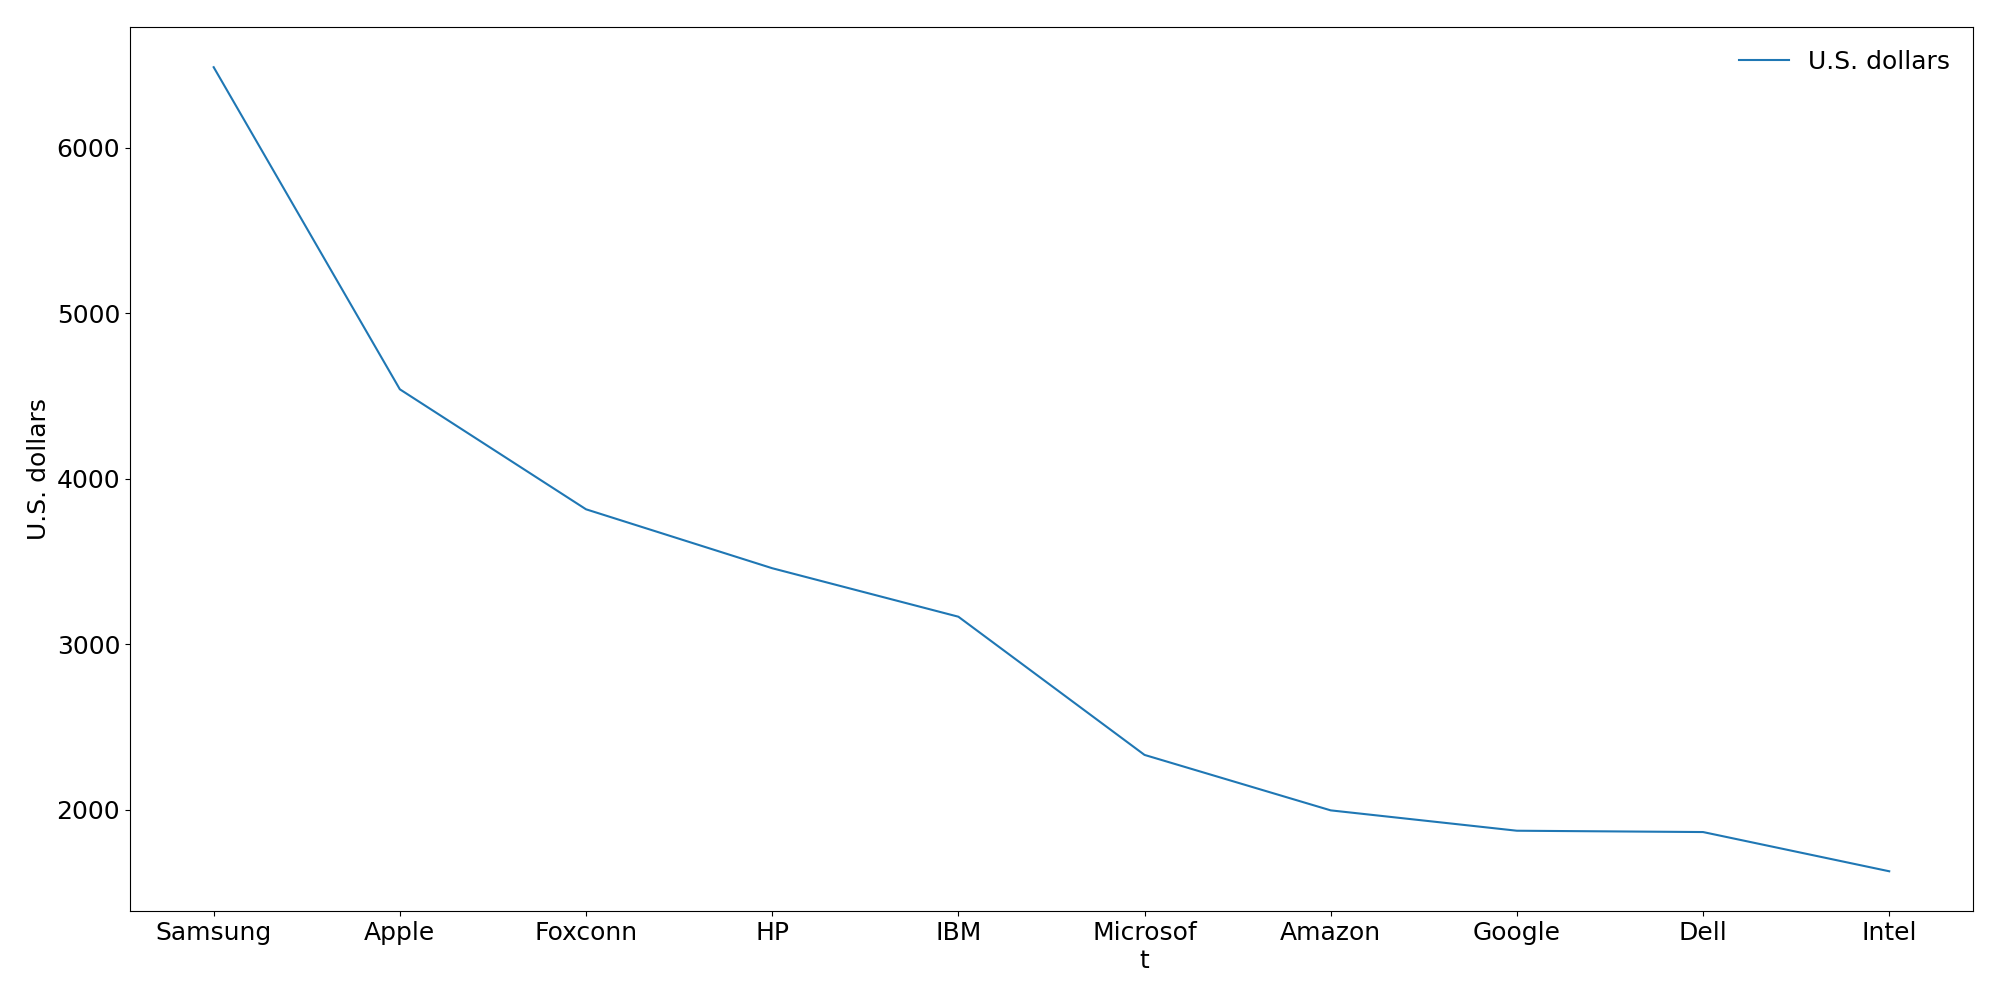 U.S. dollars
6000
5000
4000
3000
2000
U.S. dollars
Samsung Apple Foxconn HP IBM Microsof Amazon Google Dell Intel
t